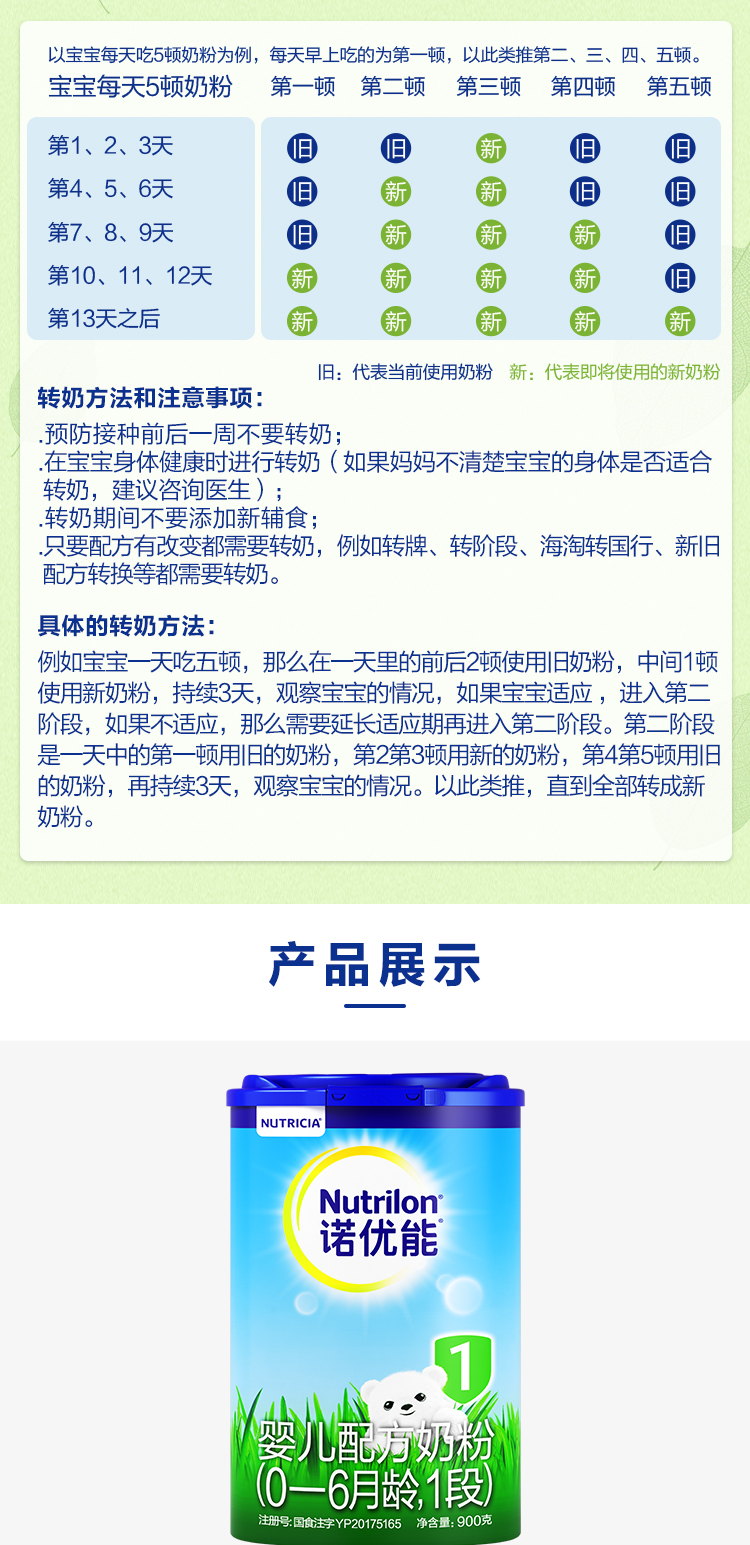 以宝宝每天吃5顿奶粉为例，每天早上吃的为第一顿，以此类推第二、三、四、五顿。
宝宝每天5顿奶粉 第一顿 第二顿 第三顿 第四顿 第五顿
第1、2、3天 旧 旧 新 旧 旧
第4、5、6天 旧 新 新 旧 旧
第7、8、9天 旧 新 新 新 旧
第10、11、12天 新 新 新 新 旧
第13天之后 新 新 新 新 新
旧：代表当前使用奶粉 新：代表即将使用的新奶粉
转奶方法和注意事项：
.预防接种前后一周不要转奶；
.在宝宝身体健康时进行转奶（如果妈妈不清楚宝宝的身体是否适合
转奶，建议咨询医生）；
.转奶期间不要添加新辅食；
.只要配方有改变都需要转奶，例如转牌、转阶段、海淘转国行、新旧
配方转换等都需要转奶。
具体的转奶方法：
例如宝宝一天吃五顿，那么在一天里的前后2顿使用旧奶粉，中间1顿
使用新奶粉，持续3天，观察宝宝的情况，如果宝宝适应，进入第二
阶段，如果不适应，那么需要延长适应期再进入第二阶段。第二阶段
是一天中的第一顿用旧的奶粉，第2第3顿用新的奶粉，第4第5顿用旧
的奶粉，再持续3天，观察宝宝的情况。以此类推，直到全部转成新
奶粉。
产品展示
NUTRICIA
Nutrilon®
诺优能®
1
婴儿配方奶粉
(0—6月龄,1段)
注册号:国食注字YP20175165 净含量:900克